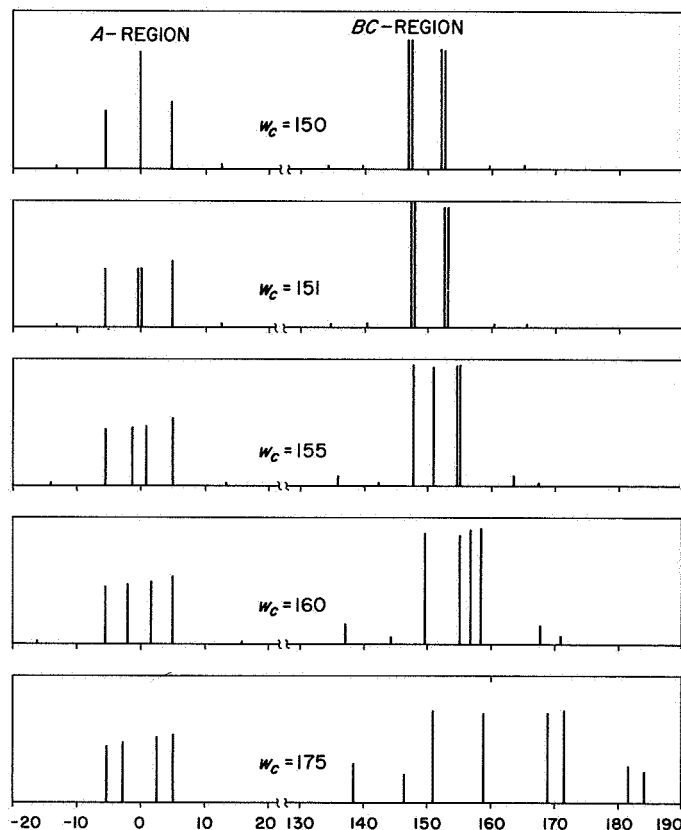 A-REGION
BC-REGION
w_c = 150
w_c = 151
w_c = 155
w_c = 160
w_c = 175
-20 -10 0 10 20 130 140 150 160 170 180 190